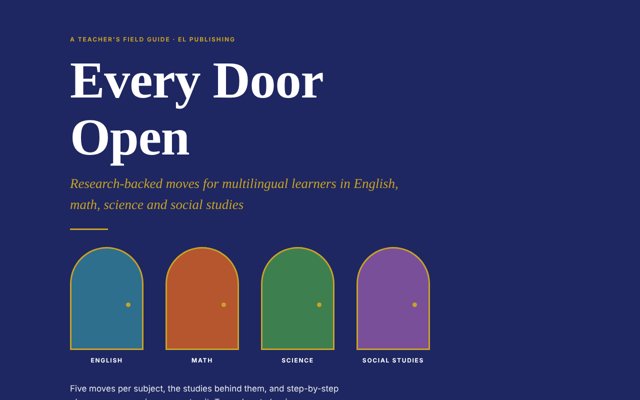 A TEACHER'S FIELD GUIDE · EL PUBLISHING
Every Door
Open
Research-backed moves for multilingual learners in English,
math, science and social studies
ENGLISH
MATH
SCIENCE
SOCIAL STUDIES
Five moves per subject, the studies behind them, and step-by-step